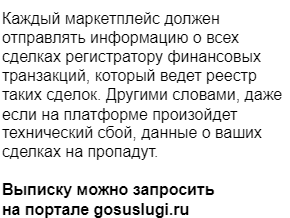 Каждый маркетплейс должен
отправлять информацию о всех
сделках регистратору финансовых
транзакций, который ведет реестр
таких сделок. Другими словами, даже
если на платформе произойдет
технический сбой, данные о ваших
сделках на пропадут.
Выписку можно запросить
на портале gosuslugi.ru